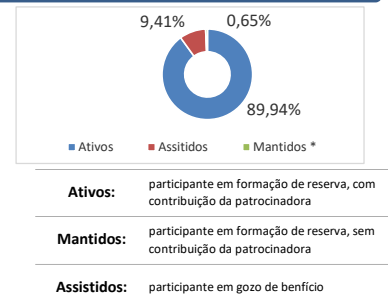 9,41% 0,65%
89,94%
Ativos Assitidos Mantidos *
Ativos: participante em formação de reserva, com
contribuição da patrocinadora
Mantidos: participante em formação de reserva, sem
contribuição da patrocinadora
Assistidos: participante em gozo de benfício